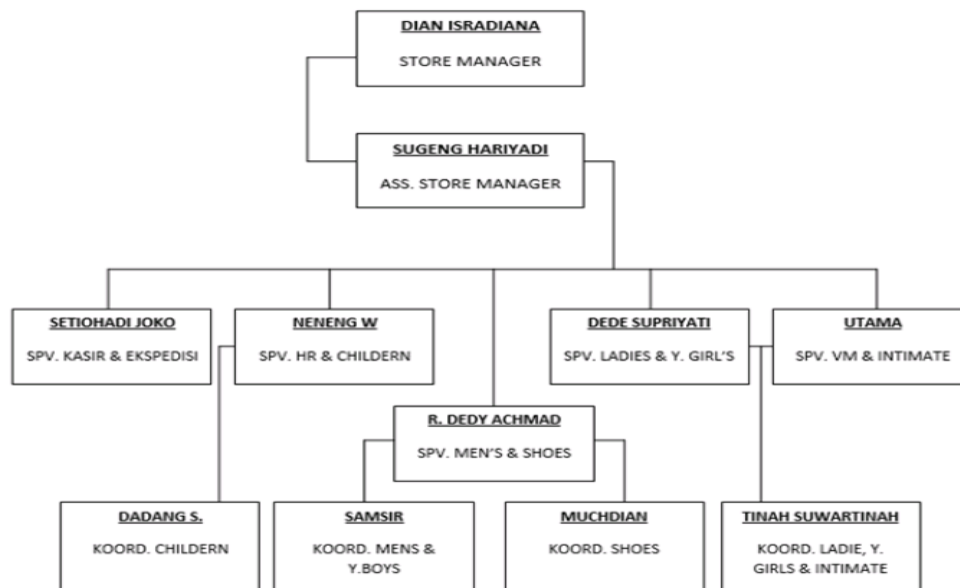 DIAN ISRADIANA
STORE MANAGER
SUGENG HARIYADI
ASS. STORE MANAGER
SETIOHADI JOKO
SPV. KASIR & EKSPEDISI
NENENG W
SPV. HR & CHILDERN
DEDE SUPRIYATI
SPV. LADIES & Y. GIRL'S
UTAMA
SPV. VM & INTIMATE
R. DEDY ACHMAD
SPV. MEN'S & SHOES
DADANG S.
KOORD. CHILDERN
SAMSIR
KOORD. MENS &
Y.BOYS
MUCHDIAN
KOORD. SHOES
TINAH SUWARTINAH
KOORD. LADIE, Y.
GIRLS & INTIMATE